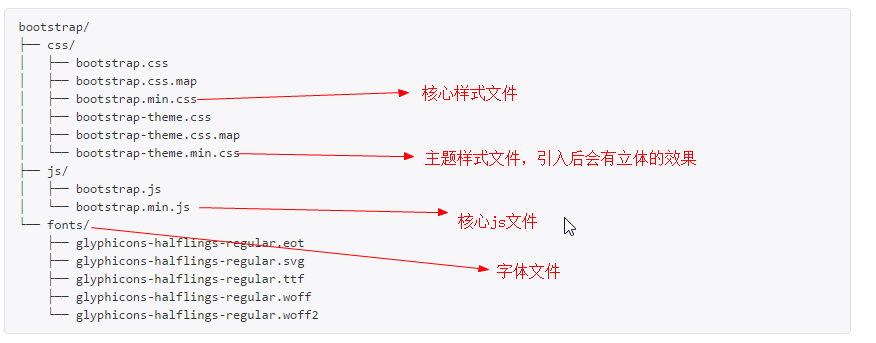 bootstrap/
├── css/
│   ├── bootstrap.css
│   ├── bootstrap.css.map
│   ├── bootstrap.min.css 核心样式文件
│   ├── bootstrap-theme.css
│   ├── bootstrap-theme.css.map
│   └── bootstrap-theme.min.css 主题样式文件，引入后会有立体的效果
├── js/
│   ├── bootstrap.js
│   └── bootstrap.min.js 核心js文件
└── fonts/ 字体文件
    ├── glyphicons-halflings-regular.eot
    ├── glyphicons-halflings-regular.svg
    ├── glyphicons-halflings-regular.ttf
    ├── glyphicons-halflings-regular.woff
    └── glyphicons-halflings-regular.woff2